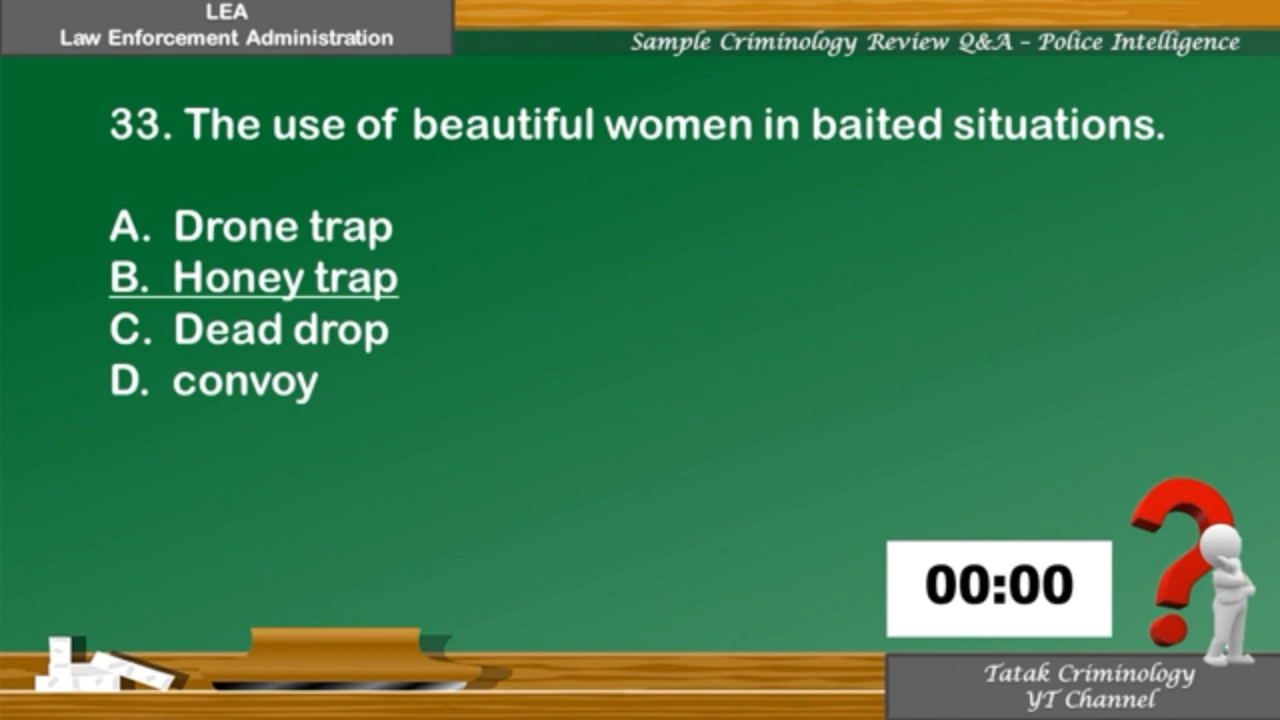 LEA
Law Enforcement Administration
Sample Criminology Review Q&A – Police Intelligence
33. The use of beautiful women in baited situations.
A. Drone trap
B. Honey trap
C. Dead drop
D. convoy
00:00
Tatak Criminology
YT Channel